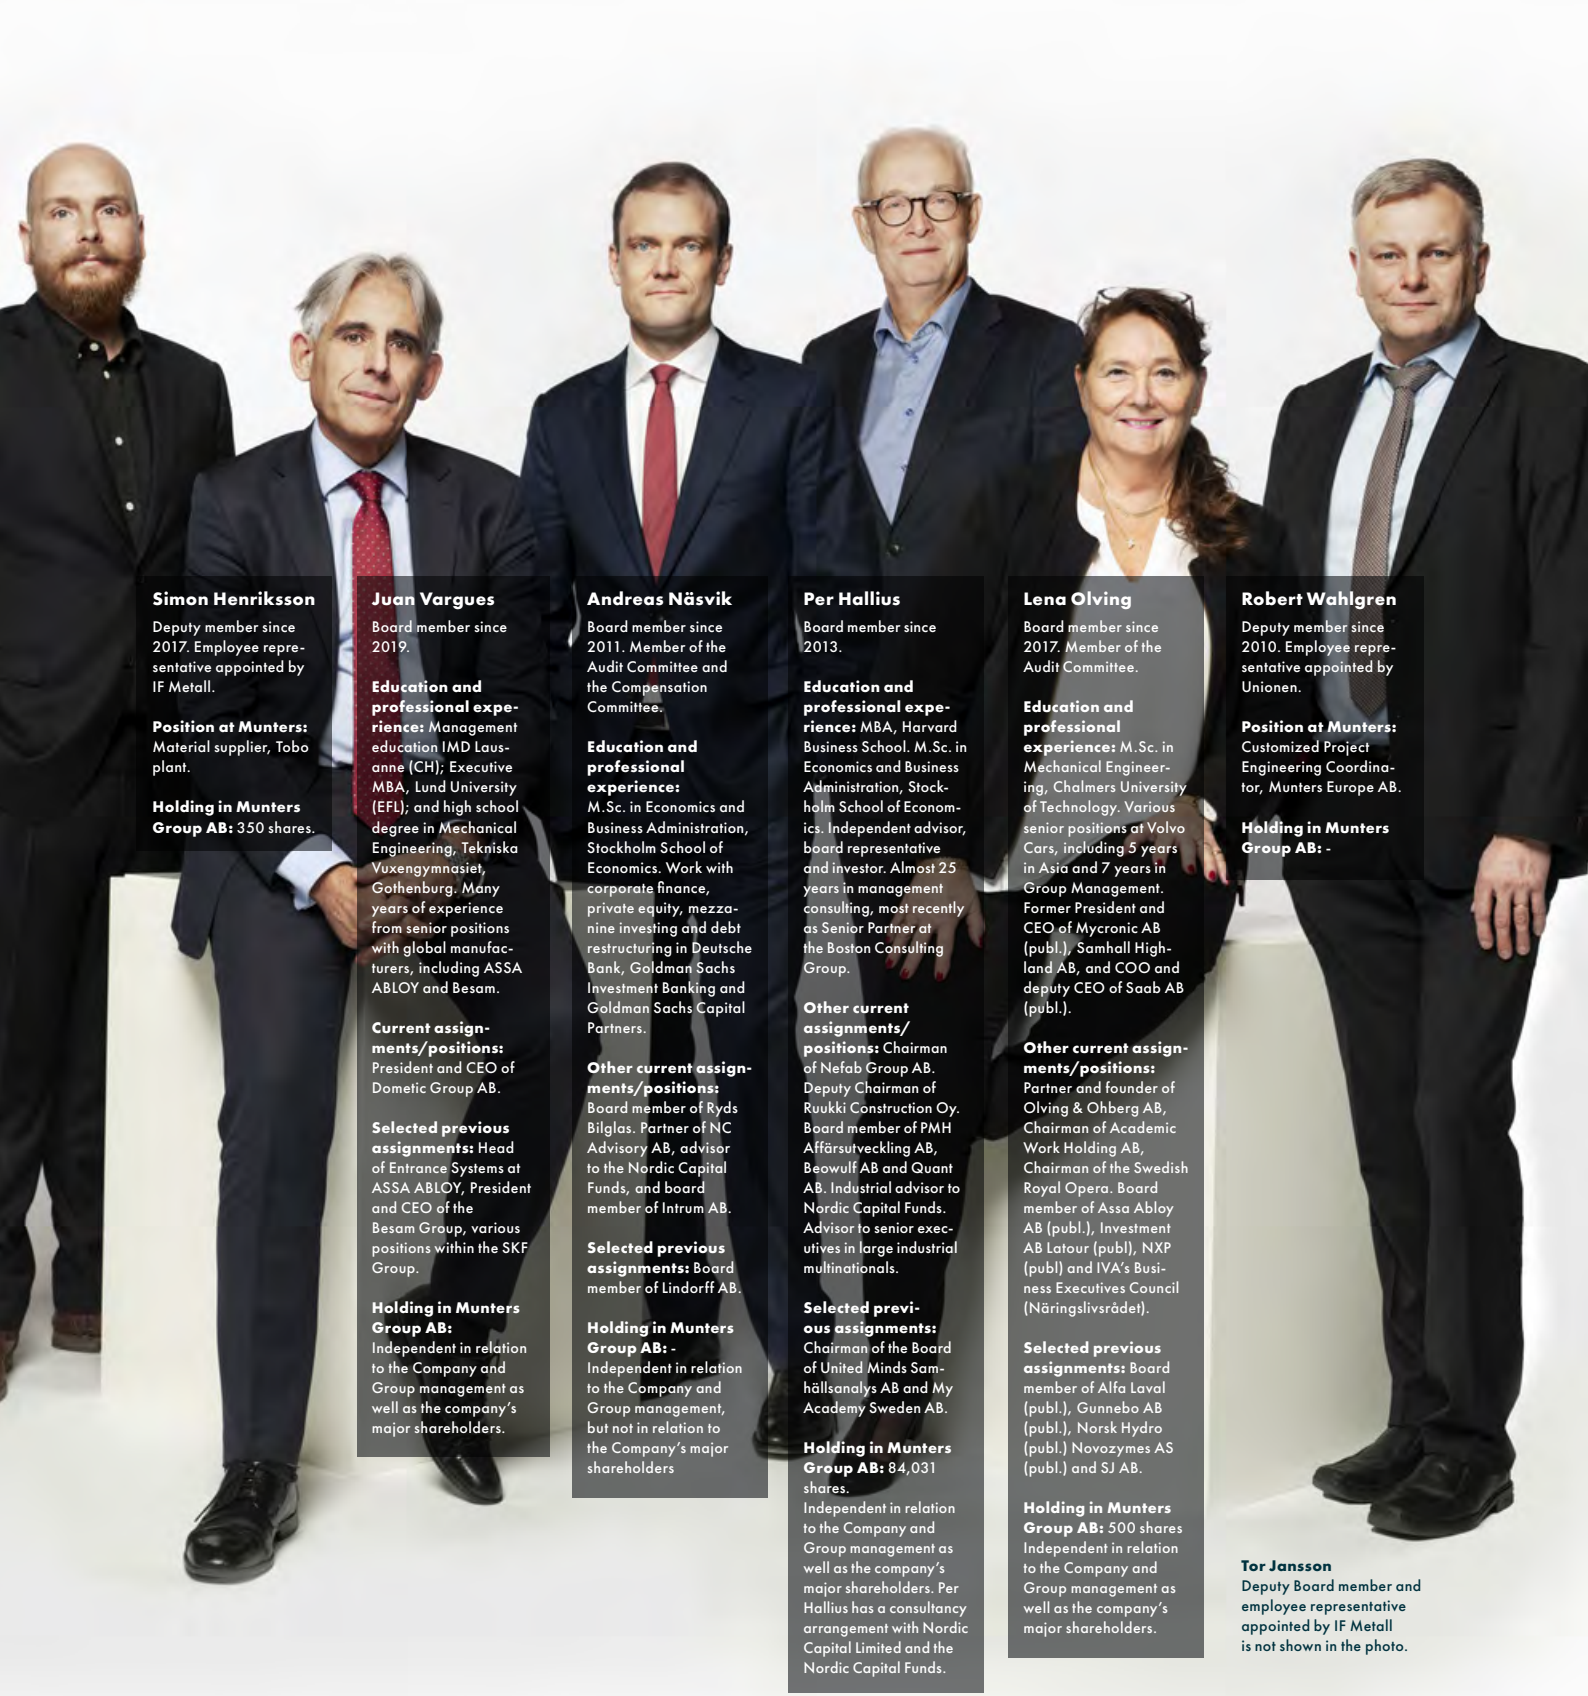 Simon Henriksson
Deputy member since
2017. Employee repre-
sentative appointed by
IF Metall.
Position at Munters:
Material supplier, Tobo
plant.
Holding in Munters
Group AB: 350 shares.
Juan Vargues
Board member since
2019.
Education and
professional expe-
rience: Management
education IMD Laus-
anne (CH); Executive
MBA, Lund University
(EFL); and high school
degree in Mechanical
Engineering, Tekniska
Vuxengymnasiet,
Gothenburg. Many
years of experience
from senior positions
with global manufac-
turers, including ASSA
ABLOY and Besam.
Current assign-
ments/positions:
President and CEO of
Dometic Group AB.
Selected previous
assignments: Head
of Entrance Systems at
ASSA ABLOY, President
and CEO of the
Besam Group, various
positions within the SKF
Group.
Holding in Munters
Group AB:
Independent in relation
to the Company and
Group management as
well as the company's
major shareholders.
Andreas Näsvik
Board member since
2011. Member of the
Audit Committee and
the Compensation
Committee.
Education and
professional
experience:
M.Sc. in Economics and
Business Administration,
Stockholm School of
Economics. Work with
corporate finance,
private equity, mezza-
nine investing and debt
restructuring in Deutsche
Bank, Goldman Sachs
Investment Banking and
Goldman Sachs Capital
Partners.
Other current assign-
ments/positions:
Board member of Ryds
Bilglas. Partner of NC
Advisory AB, advisor
to the Nordic Capital
Funds, and board
member of Intrum AB.
Selected previous
assignments: Board
member of Lindorff AB.
Holding in Munters
Group AB: -
Independent in relation
to the Company and
Group management,
but not in relation to
the Company's major
shareholders
Per Hallius
Board member since
2013.
Education and
professional expe-
rience: MBA, Harvard
Business School. M.Sc. in
Economics and Business
Administration, Stock-
holm School of Econom-
ics. Independent advisor,
board representative
and investor. Almost 25
years in management
consulting, most recently
as Senior Partner at
the Boston Consulting
Group.
Other current
assignments/
positions: Chairman
of Nefab Group AB.
Deputy Chairman of
Ruukki Construction Oy.
Board member of PMH
Affärsutveckling AB,
Beowulf AB and Quant
AB. Industrial advisor to
Nordic Capital Funds.
Advisor to senior exec-
utives in large industrial
multinationals.
Selected previ-
ous assignments:
Chairman of the Board
of United Minds Sam-
hällsanalys AB and My
Academy Sweden AB.
Holding in Munters
Group AB: 84,031
shares.
Independent in relation
to the Company and
Group management as
well as the company's
major shareholders. Per
Hallius has a consultancy
arrangement with Nordic
Capital Limited and the
Nordic Capital Funds.
Lena Olving
Board member since
2017. Member of the
Audit Committee.
Education and
professional
experience: M.Sc. in
Mechanical Engineer-
ing, Chalmers University
of Technology. Various
senior positions at Volvo
Cars, including 5 years
in Asia and 7 years in
Group Management.
Former President and
CEO of Mycronic AB
(publ.), Samhall High-
land AB, and COO and
deputy CEO of Saab AB
(publ.).
Other current assign-
ments/positions:
Partner and founder of
Olving & Ohberg AB,
Chairman of Academic
Work Holding AB,
Chairman of the Swedish
Royal Opera. Board
member of Assa Abloy
AB (publ.), Investment
AB Latour (publ), NXP
(publ) and IVA's Busi-
ness Executives Council
(Näringslivsrådet).
Selected previous
assignments: Board
member of Alfa Laval
(publ.), Gunnebo AB
(publ.), Norsk Hydro
(publ.) Novozymes AS
(publ.) and SJ AB.
Holding in Munters
Group AB: 500 shares
Independent in relation
to the Company and
Group management as
well as the company's
major shareholders.
Robert Wahlgren
Deputy member since
2010. Employee repre-
sentative appointed by
Unionen.
Position at Munters:
Customized Project
Engineering Coordina-
tor, Munters Europe AB.
Holding in Munters
Group AB: -
Tor Jansson
Deputy Board member and
employee representative
appointed by IF Metall
is not shown in the photo.